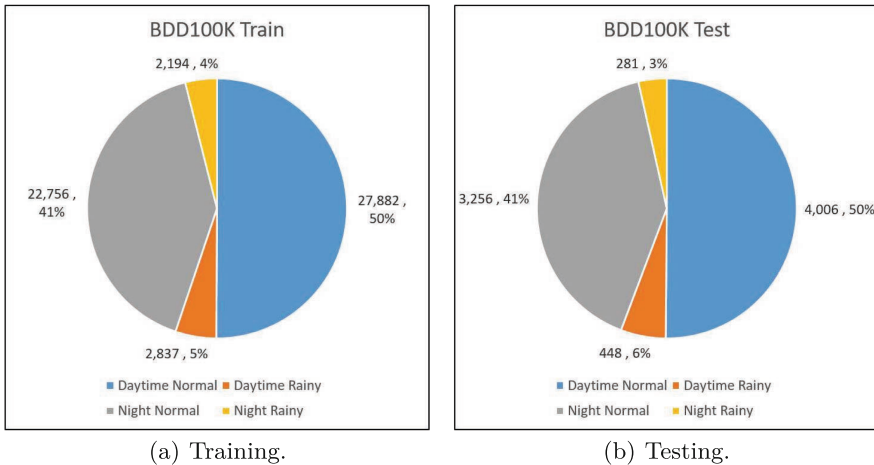 BDD100K Train
2,194 , 4%
22,756 ,
41%
27,882 ,
50%
2,837 , 5%
Daytime Normal Daytime Rainy
Night Normal Night Rainy
(a) Training.
BDD100K Test
281 , 3%
3,256 , 41%
4,006 , 50%
448 , 6%
Daytime Normal Daytime Rainy
Night Normal Night Rainy
(b) Testing.